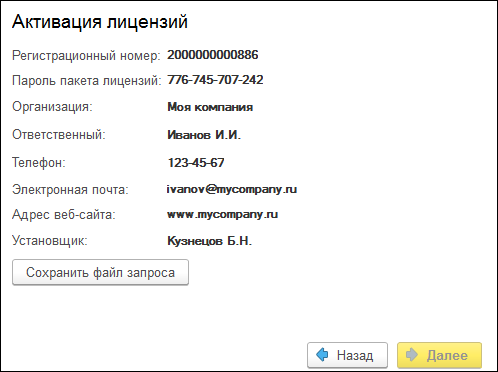 Активация лицензий
Регистрационный номер: 2000000000886
Пароль пакета лицензий: 776-745-707-242
Организация: Моя компания
Ответственный: Иванов И.И.
Телефон: 123-45-67
Электронная почта: ivanov@mycompany.ru
Адрес веб-сайта: www.mycompany.ru
Установщик: Кузнецов Б.Н.
Сохранить файл запроса
Назад Далее